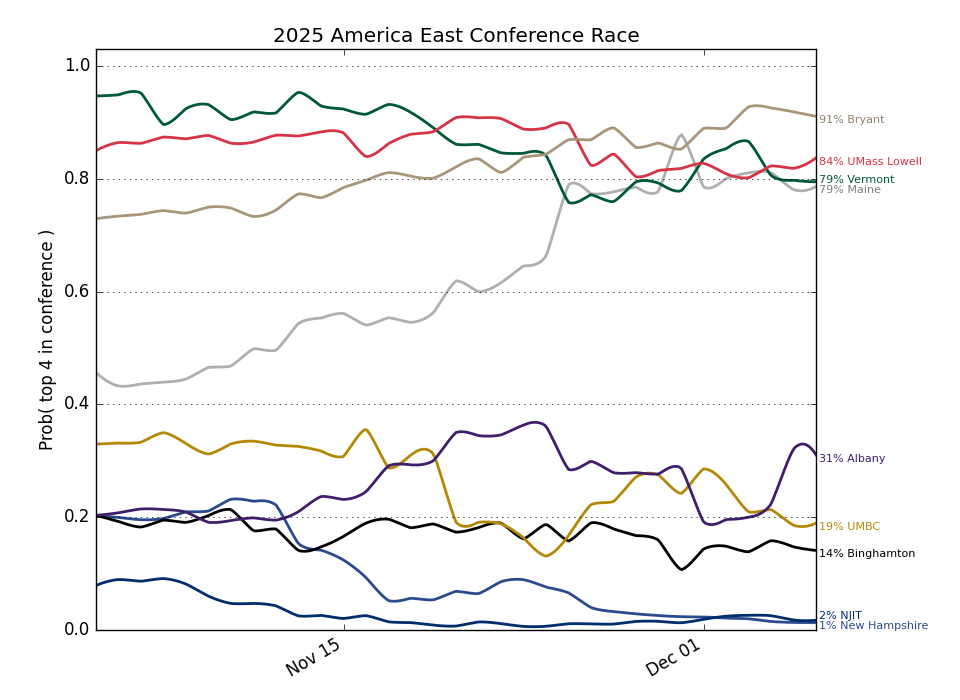 2025 America East Conference Race
Prob( top 4 in conference )
1.0
0.8
0.6
0.4
0.2
0.0
Nov 15
Dec 01
91% Bryant
84% UMass Lowell
79% Vermont
79% Maine
31% Albany
19% UMBC
14% Binghamton
2% NJIT
1% New Hampshire